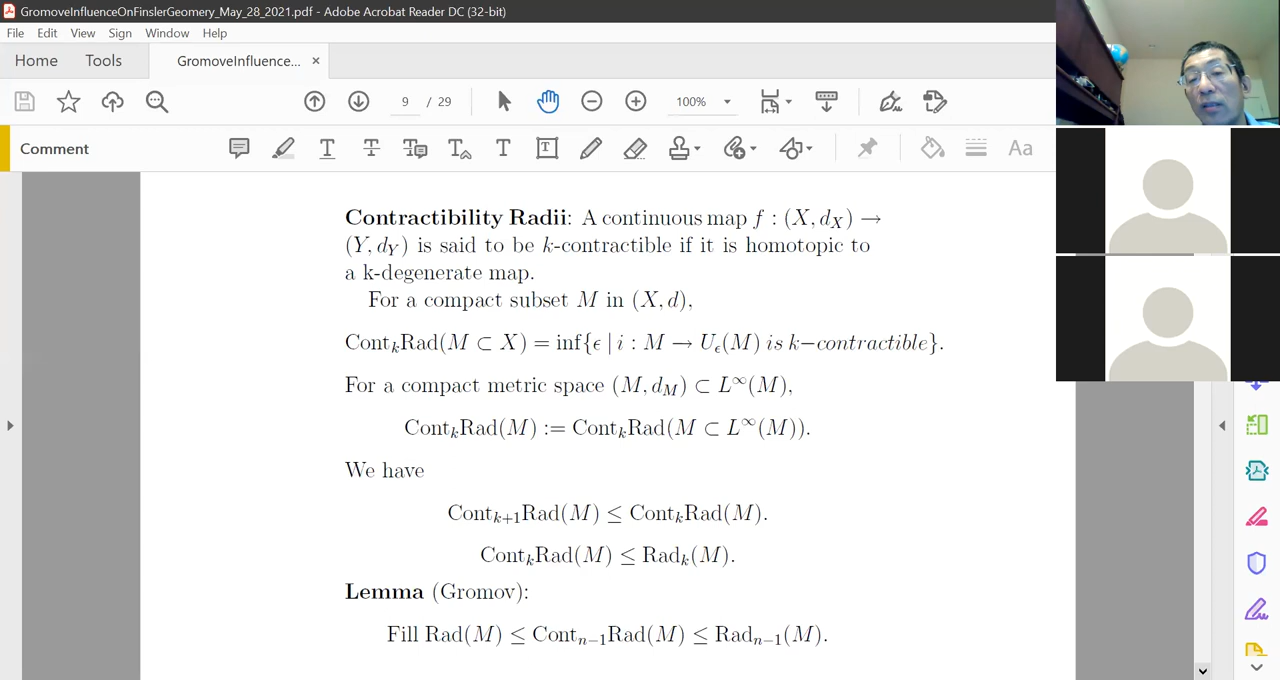 GromoveInfluenceOnFinslerGeomery_May_28_2021.pdf - Adobe Acrobat Reader DC (32-bit)
File Edit View Sign Window Help
Home Tools GromoveInfluence... ×
9 / 29 100%
Comment
Contractibility Radii: A continuous map f : (X, d_X) →
(Y, d_Y) is said to be k-contractible if it is homotopic to
a k-degenerate map.
For a compact subset M in (X, d),
Cont_kRad(M ⊂ X) = inf{ϵ | i : M → U_ϵ(M) is k−contractible}.
For a compact metric space (M, d_M) ⊂ L^∞(M),
Cont_kRad(M) := Cont_kRad(M ⊂ L^∞(M)).
We have
Cont_{k+1}Rad(M) ≤ Cont_kRad(M).
Cont_kRad(M) ≤ Rad_k(M).
Lemma (Gromov):
Fill Rad(M) ≤ Cont_{n−1}Rad(M) ≤ Rad_{n−1}(M).